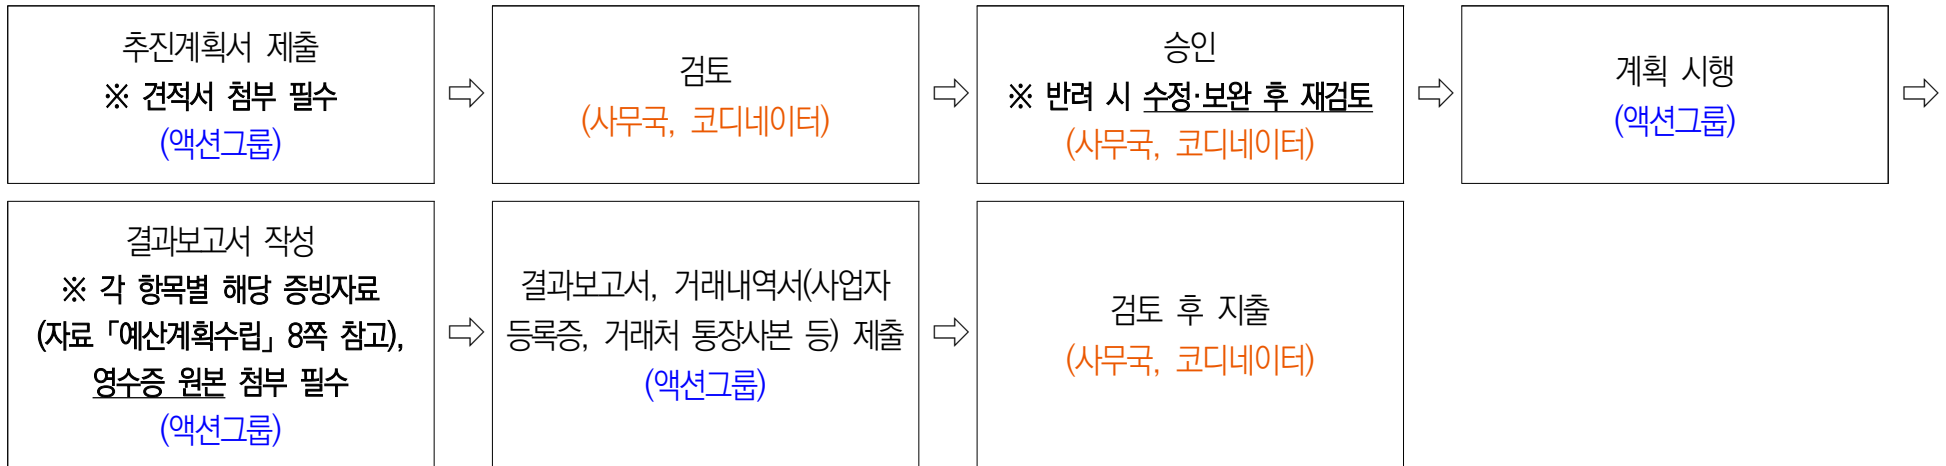 추진계획서 제출
※ 견적서 첨부 필수
(액션그룹)
⇨
검토
(사무국, 코디네이터)
⇨
승인
※ 반려 시 수정·보완 후 재검토
(사무국, 코디네이터)
⇨
계획 시행
(액션그룹)
⇨
결과보고서 작성
※ 각 항목별 해당 증빙자료
(자료 「예산계획수립」 8쪽 참고),
영수증 원본 첨부 필수
(액션그룹)
⇨
결과보고서, 거래내역서(사업자
등록증, 거래처 통장사본 등) 제출
(액션그룹)
⇨
검토 후 지출
(사무국, 코디네이터)